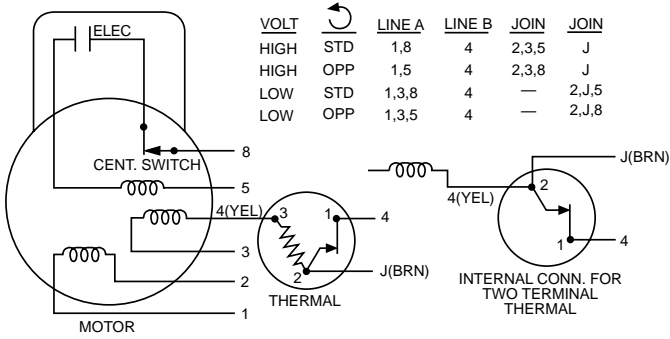 ELEC
VOLT LINE A LINE B JOIN JOIN
HIGH STD 1,8 4 2,3,5 J
HIGH OPP 1,5 4 2,3,8 J
LOW STD 1,3,8 4 — 2,J,5
LOW OPP 1,3,5 4 — 2,J,8
8
CENT. SWITCH
5
4(YEL)
3
2
1
MOTOR
3
1
4
2
J(BRN)
THERMAL
J(BRN)
2
4(YEL)
1
4
INTERNAL CONN. FOR
TWO TERMINAL
THERMAL